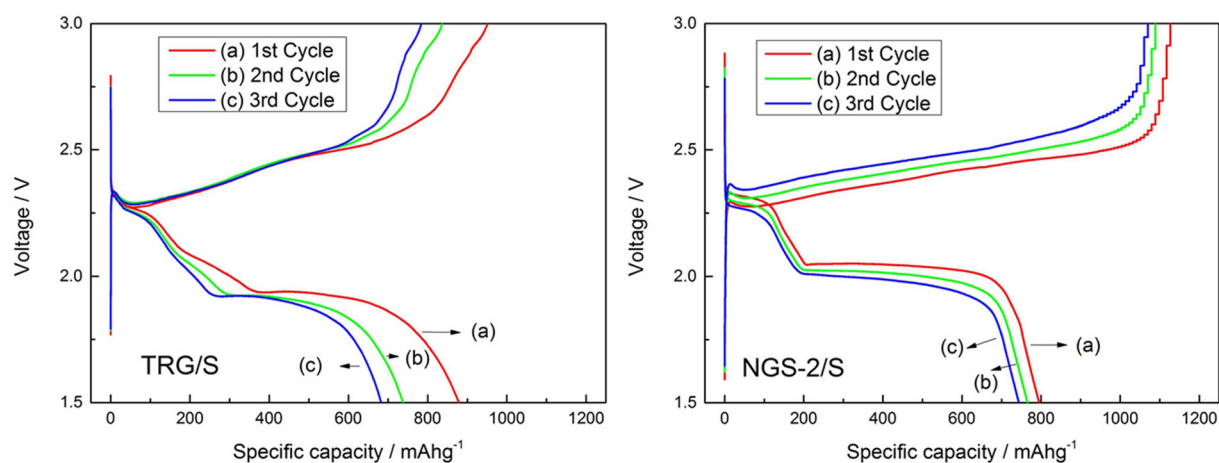 3.0
2.5
2.0
1.5
Voltage / V
(a) 1st Cycle
(b) 2nd Cycle
(c) 3rd Cycle
(a)
(b)
(c)
TRG/S
0 200 400 600 800 1000 1200
Specific capacity / mAhg⁻¹
3.0
2.5
2.0
1.5
Voltage / V
(a) 1st Cycle
(b) 2nd Cycle
(c) 3rd Cycle
(c)
(a)
(b)
NGS-2/S
0 200 400 600 800 1000 1200
Specific capacity / mAhg⁻¹